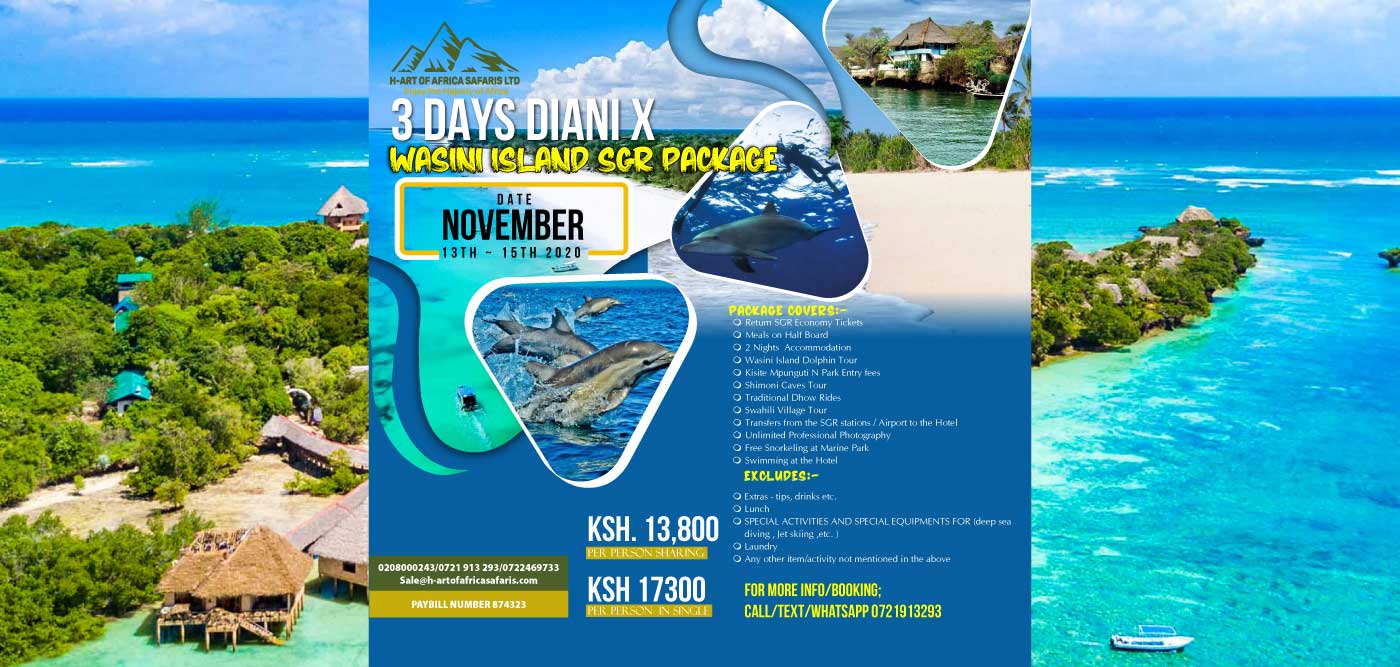 H-ART OF AFRICA SAFARIS LTD
Enjoy the Majesty of Africa
3 DAYS DIANI X
WASINI ISLAND SGR PACKAGE
DATE
NOVEMBER
13TH ~ 15TH 2020
PACKAGE COVERS:-
Return SGR Economy Tickets
Meals on Half Board
2 Nights Accommodation
Wasini Island Dolphin Tour
Kisite Mpunguti N Park Entry fees
Shimoni Caves Tour
Traditional Dhow Rides
Swahili Village Tour
Transfers from the SGR stations / Airport to the Hotel
Unlimited Professional Photography
Free Snorkeling at Marine Park
Swimming at the Hotel
EXCLUDES:-
Extras - tips, drinks etc.
Lunch
SPECIAL ACTIVITIES AND SPECIAL EQUIPMENTS FOR (deep sea
diving , Jet skiing ,etc. )
Laundry
Any other item/activity not mentioned in the above
KSH. 13,800
PER PERSON SHARING
KSH 17300
PER PERSON IN SINGLE
0208000243/0721 913 293/0722469733
Sale@h-artofafricasafaris.com
PAYBILL NUMBER 874323
FOR MORE INFO/BOOKING;
CALL/TEXT/WHATSAPP 0721913293